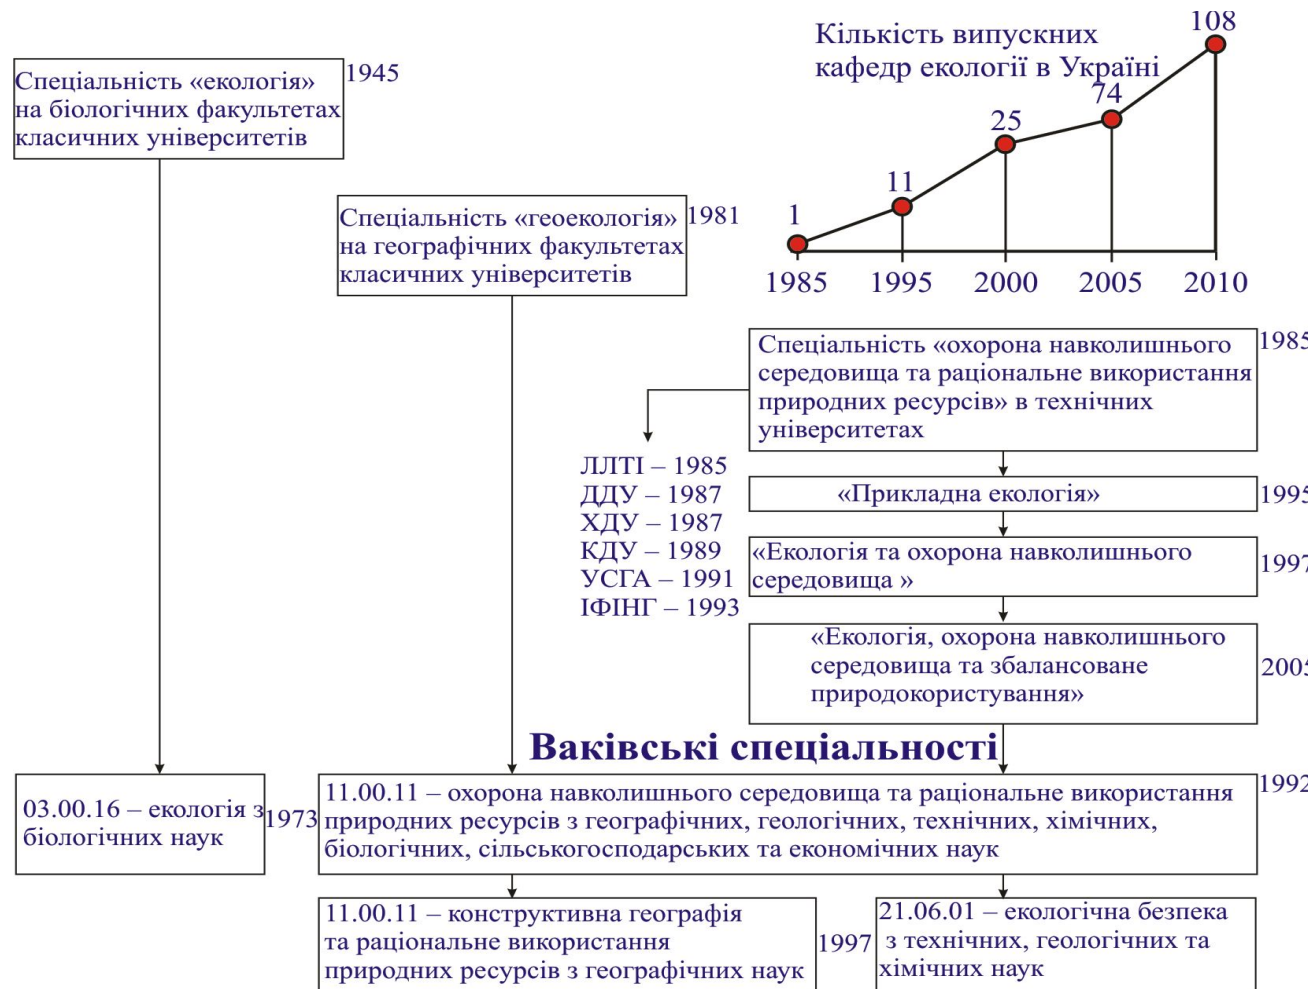 Спеціальність «екологія»
на біологічних факультетах
класичних університетів
1945
Кількість випускних
кафедр екології в Україні
1
11
25
74
108
1985
1995
2000
2005
2010
Спеціальність «геоекологія»
на географічних факультетах
класичних університетів
1981
Спеціальність «охорона навколишнього
середовища та раціональне використання
природних ресурсів» в технічних
університетах
1985
ЛЛТІ – 1985
ДДУ – 1987
ХДУ – 1987
КДУ – 1989
УСГА – 1991
ІФІНГ – 1993
«Прикладна екологія»
1995
«Екологія та охорона навколишнього
середовища »
1997
«Екологія, охорона навколишнього
середовища та збалансоване
природокористування»
2005
Ваківські спеціальності
03.00.16 – екологія з
біологічних наук
1973
11.00.11 – охорона навколишнього середовища та раціональне використання
природних ресурсів з географічних, геологічних, технічних, хімічних,
біологічних, сільськогосподарських та економічних наук
1992
11.00.11 – конструктивна географія
та раціональне використання
природних ресурсів з географічних наук
1997
21.06.01 – екологічна безпека
з технічних, геологічних та
хімічних наук